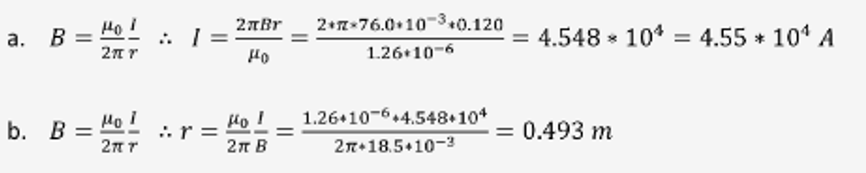 a. B = μ₀/2π I/r ∴ I = 2πBr/μ₀ = 2*π*76.0*10⁻³*0.120/1.26*10⁻⁶ = 4.548 * 10⁴ = 4.55 * 10⁴ A
b. B = μ₀/2π I/r ∴ r = μ₀/2π I/B = 1.26*10⁻⁶*4.548*10⁴/2π*18.5*10⁻³ = 0.493 m